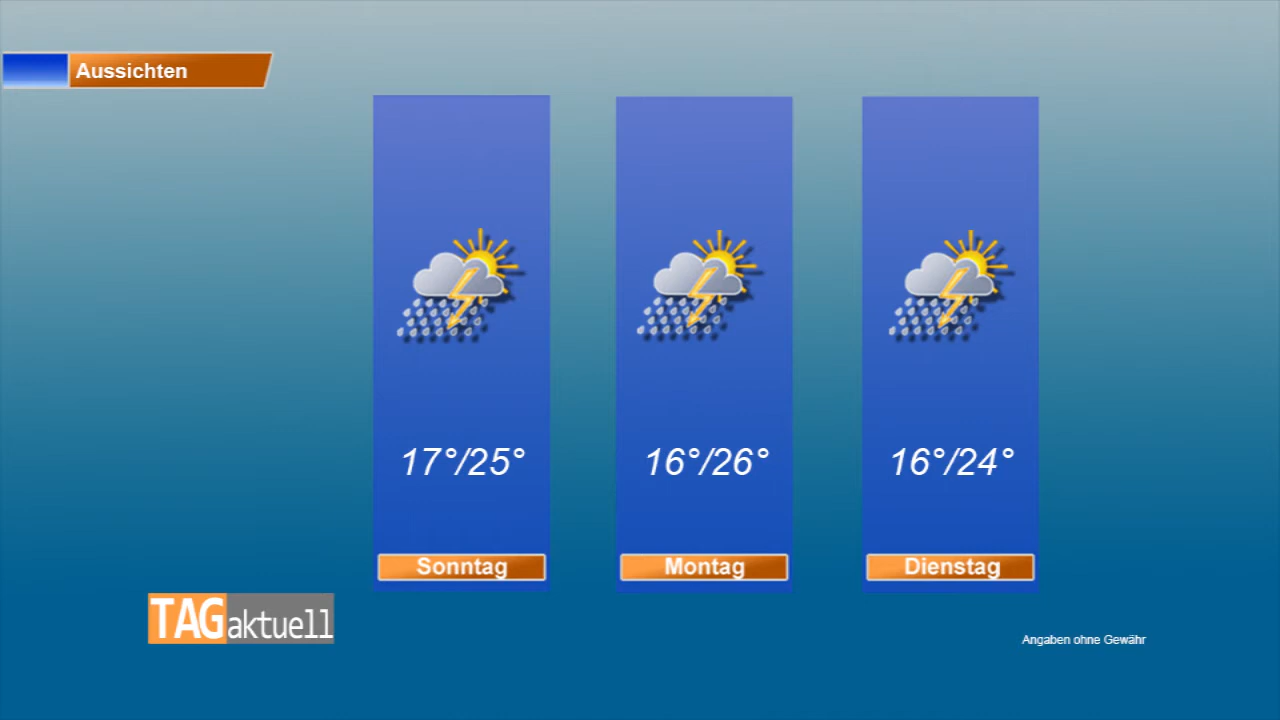 Aussichten
17°/25°
16°/26°
16°/24°
Sonntag
Montag
Dienstag
TAGaktuell
Angaben ohne Gewähr